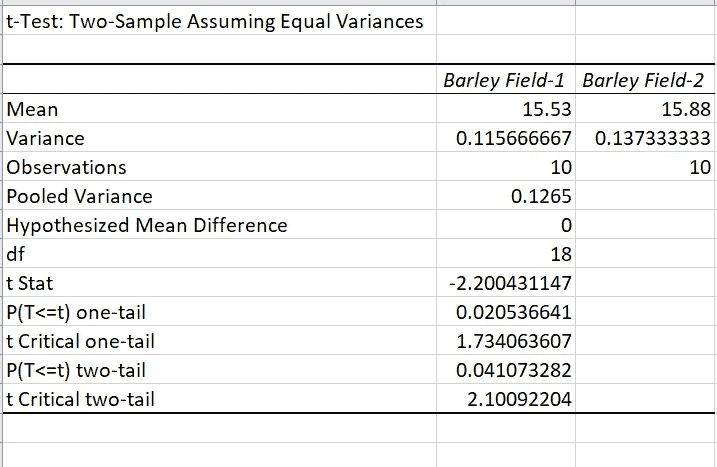 t-Test: Two-Sample Assuming Equal Variances
Barley Field-1 Barley Field-2
Mean 15.53 15.88
Variance 0.115666667 0.137333333
Observations 10 10
Pooled Variance 0.1265
Hypothesized Mean Difference 0
df 18
t Stat -2.200431147
P(T<=t) one-tail 0.020536641
t Critical one-tail 1.734063607
P(T<=t) two-tail 0.041073282
t Critical two-tail 2.10092204